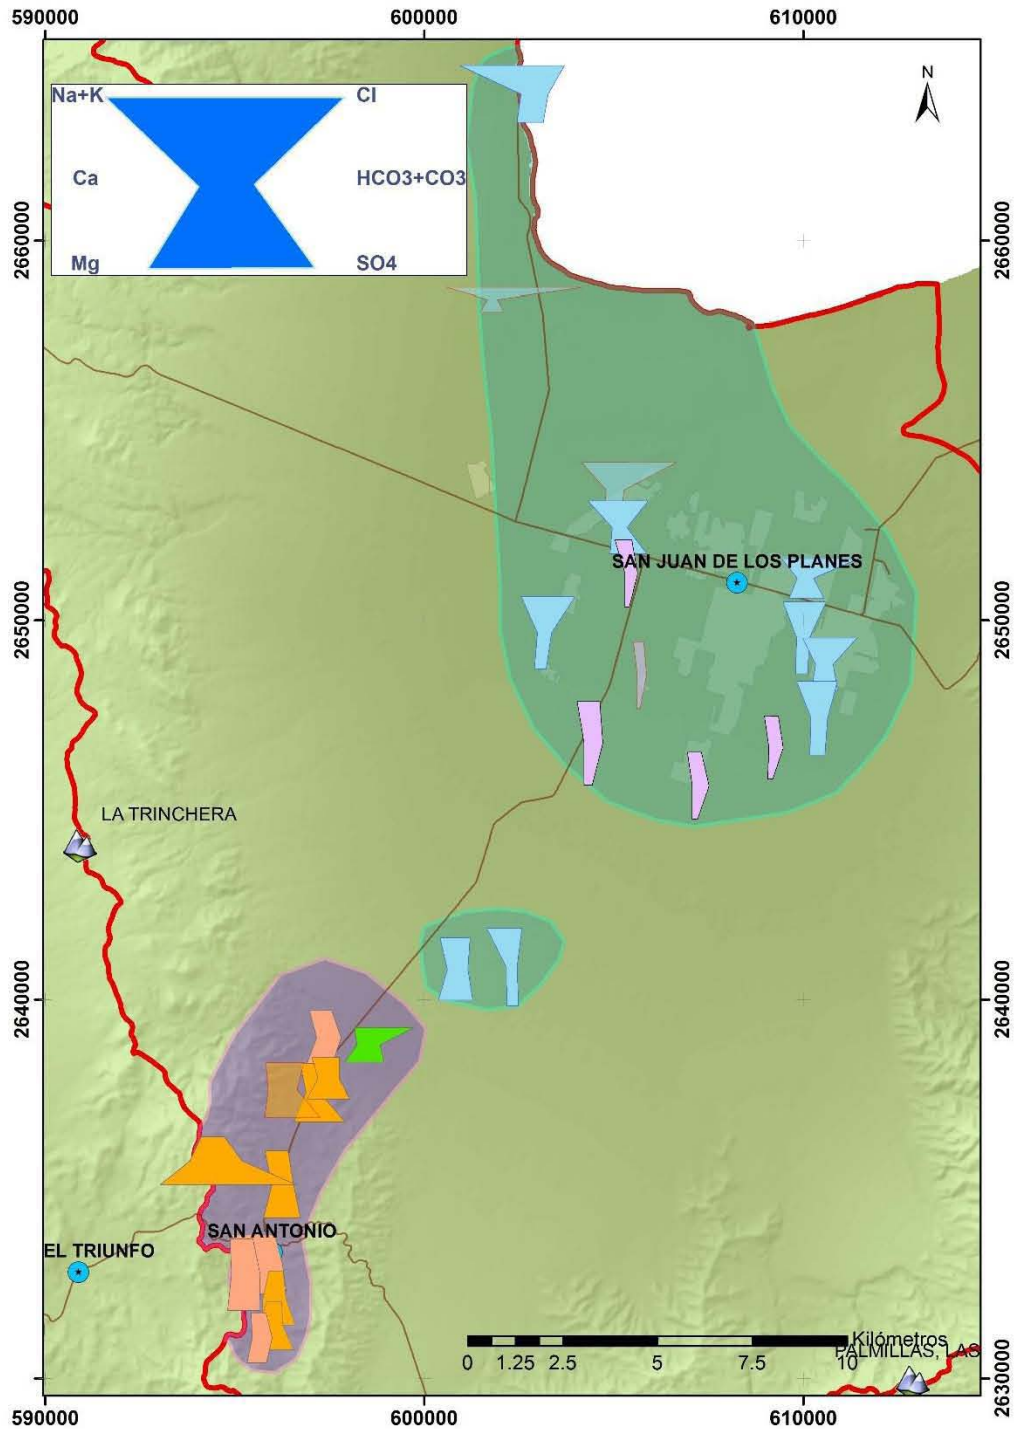 590000 600000 610000
Na+K Cl
N
Ca HCO3+CO3
Mg SO4
2660000 2660000
SAN JUAN DE LOS PLANES
2650000 2650000
LA TRINCHERA
2640000 2640000
SAN ANTONIO
EL TRIUNFO
Kilómetros
PALMILLAS, LAS
0 1.25 2.5 5 7.5 10
2630000 2630000
590000 600000 610000